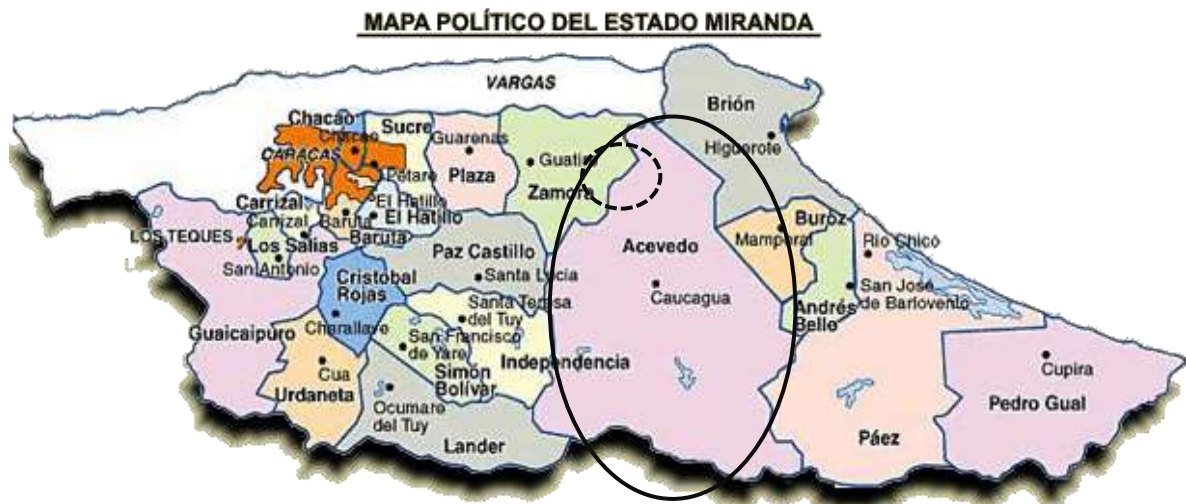 MAPA POLÍTICO DEL ESTADO MIRANDA
VARGAS
Brión
Higuerote
Chacao
Chacao
CARACAS
Sucre
Petare
Guarenas
Plaza
Guatire
Zamora
Carrizal
Carrizal
LOS TEQUES
Los Salias
San Antonio
Baruta
Baruta
El Hatillo
El Hatillo
Paz Castillo
Santa Lucía
Acevedo
Caucagua
Buroz
Mamporal
Río Chico
San José
de Barlovento
Andrés
Bello
Cristóbal
Rojas
Charallave
Guaicaipuro
Santa Teresa
del Tuy
San Francisco
de Yare
Independencia
Simón
Bolívar
Cua
Urdaneta
Ocumare
del Tuy
Lander
Páez
Cupira
Pedro Gual